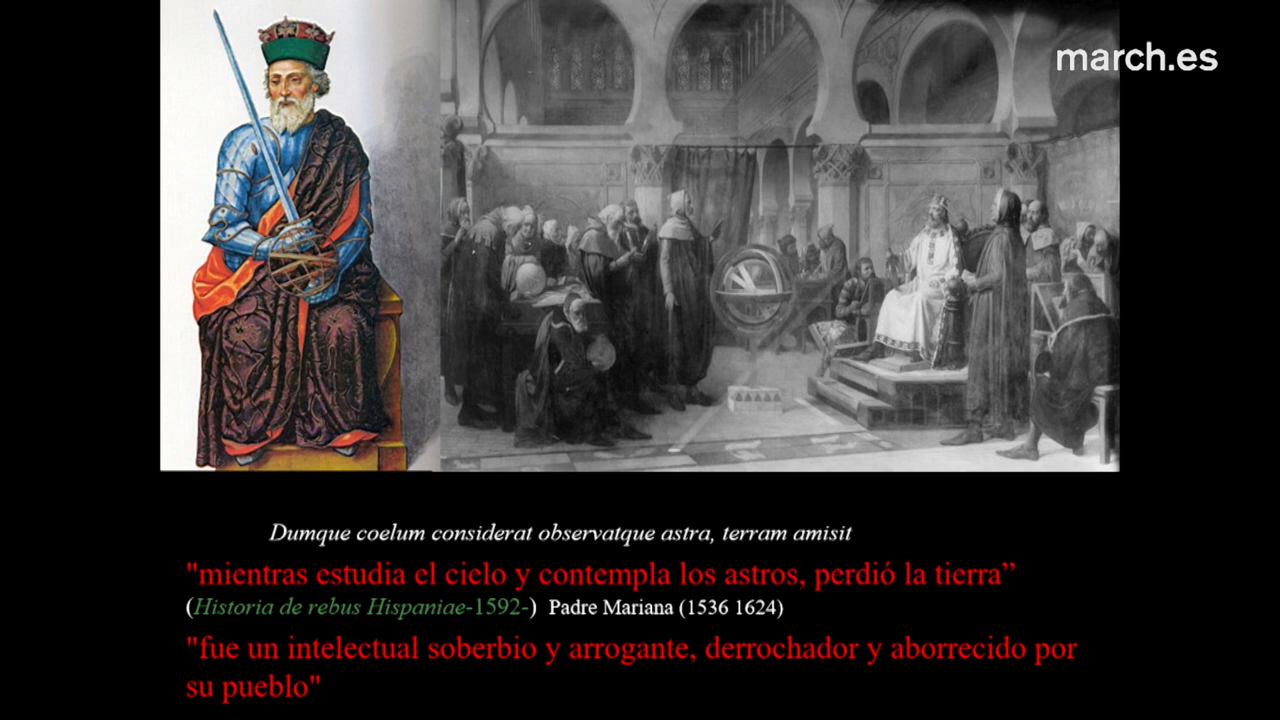 march.es
Dumque coelum considerat observatque astra, terram amisit
"mientras estudia el cielo y contempla los astros, perdió la tierra”
(Historia de rebus Hispaniae-1592-) Padre Mariana (1536 1624)
"fue un intelectual soberbio y arrogante, derrochador y aborrecido por
su pueblo"